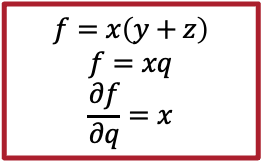 f = x(y + z)
f = xq
∂f/∂q = x